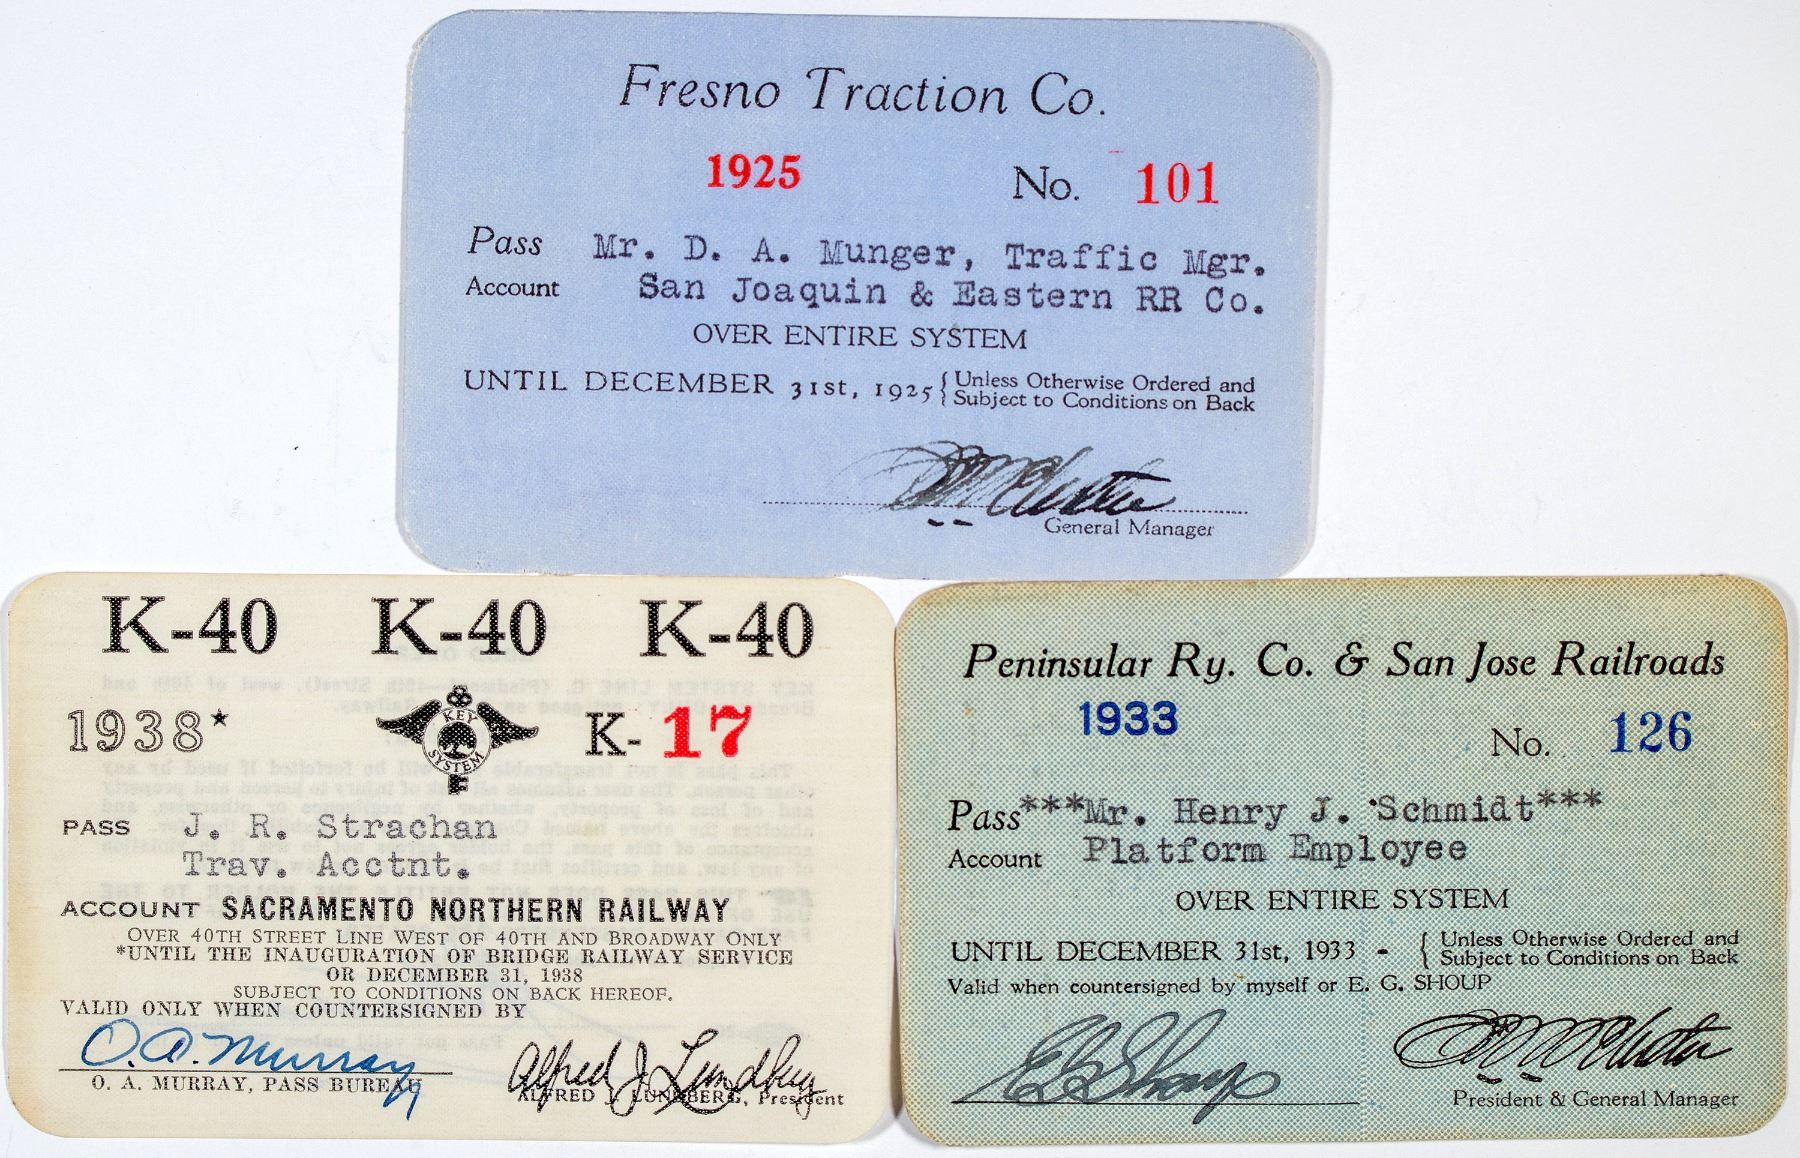 Fresno Traction Co.
1925 No. 101
Pass Mr. D. A. Munger, Traffic Mgr.
Account San Joaquin & Eastern RR Co.
OVER ENTIRE SYSTEM
UNTIL DECEMBER 31st, 1925 { Unless Otherwise Ordered and
Subject to Conditions on Back
General Manager
K-40 K-40 K-40
1938* KEY SYSTEM K-17
PASS J. R. Strachan
Trav. Acctnt.
ACCOUNT SACRAMENTO NORTHERN RAILWAY
OVER 40TH STREET LINE WEST OF 40TH AND BROADWAY ONLY
*UNTIL THE INAUGURATION OF BRIDGE RAILWAY SERVICE
OR DECEMBER 31, 1938
SUBJECT TO CONDITIONS ON BACK HEREOF.
VALID ONLY WHEN COUNTERSIGNED BY
O. A. Murray Alfred J. Lundberg
O. A. MURRAY, PASS BUREAU ALFRED J. LUNDBERG, President
Peninsular Ry. Co. & San Jose Railroads
1933 No. 126
Pass ***Mr. Henry J. Schmidt***
Account Platform Employee
OVER ENTIRE SYSTEM
UNTIL DECEMBER 31st, 1933 - { Unless Otherwise Ordered and
Subject to Conditions on Back
Valid when countersigned by myself or E. G. SHOUP
E G Shoup
President & General Manager